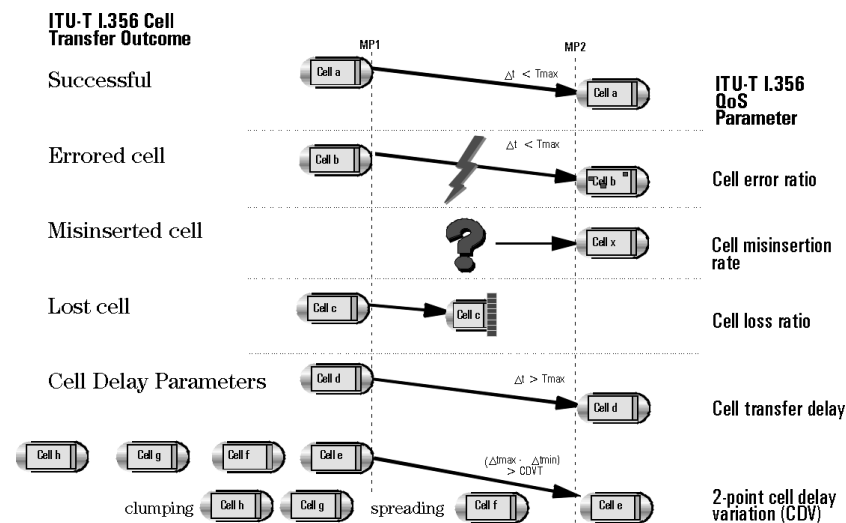 ITU-T I.356 Cell
Transfer Outcome
MP1
MP2
Successful
Cell a
Δt < Tmax
Cell a
ITU-T I.356
QoS
Parameter
Errored cell
Cell b
Δt < Tmax
Cell b
Cell error ratio
Misinserted cell
?
Cell x
Cell misinsertion
rate
Lost cell
Cell c
Cell c
Cell loss ratio
Cell Delay Parameters
Cell d
Δt > Tmax
Cell d
Cell transfer delay
Cell h
Cell g
Cell f
Cell e
(Δtmax - Δtmin)
> CDVT
clumping
Cell h
Cell g
spreading
Cell f
Cell e
2-point cell delay
variation (CDV)